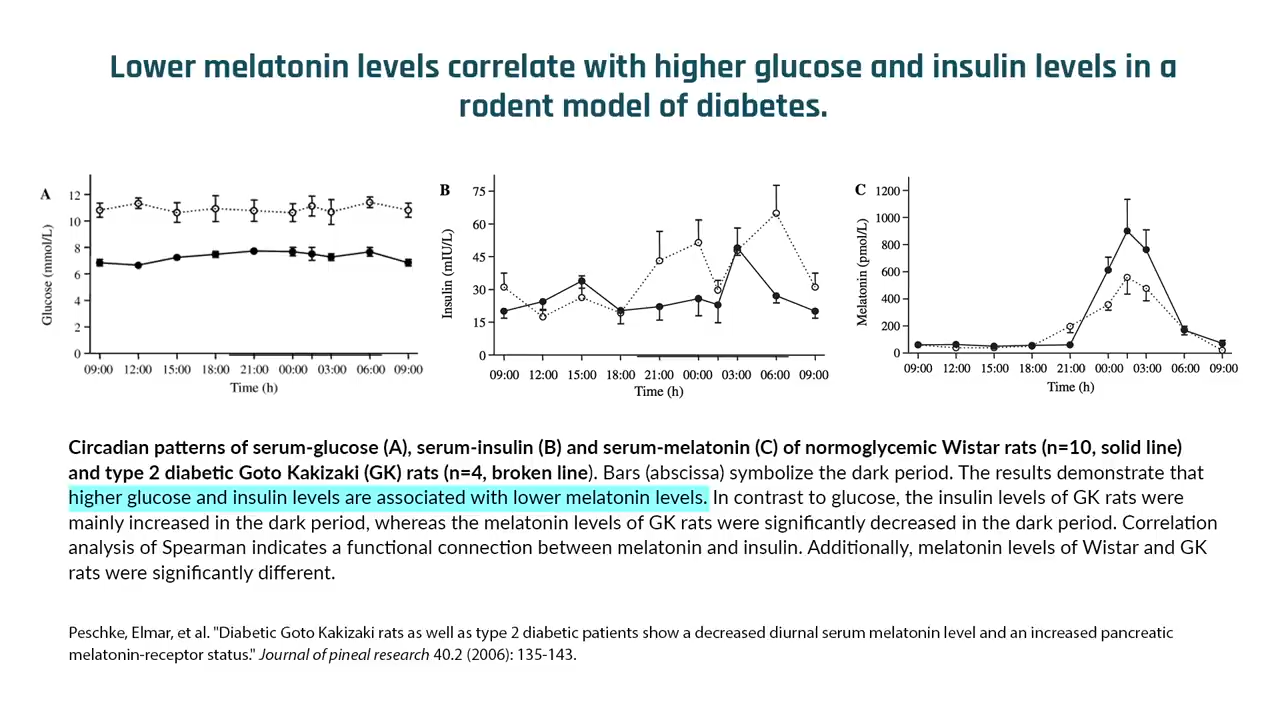 Lower melatonin levels correlate with higher glucose and insulin levels in a
rodent model of diabetes.
A
Glucose (mmol/L)
12
10
8
6
4
2
0
09:00 12:00 15:00 18:00 21:00 00:00 03:00 06:00 09:00
Time (h)
B
Insulin (mIU/L)
75
60
45
30
15
0
09:00 12:00 15:00 18:00 21:00 00:00 03:00 06:00 09:00
Time (h)
C
Melatonin (pmol/L)
1200
1000
800
600
400
200
0
09:00 12:00 15:00 18:00 21:00 00:00 03:00 06:00 09:00
Time (h)
Circadian patterns of serum-glucose (A), serum-insulin (B) and serum-melatonin (C) of normoglycemic Wistar rats (n=10, solid line)
and type 2 diabetic Goto Kakizaki (GK) rats (n=4, broken line). Bars (abscissa) symbolize the dark period. The results demonstrate that
higher glucose and insulin levels are associated with lower melatonin levels. In contrast to glucose, the insulin levels of GK rats were
mainly increased in the dark period, whereas the melatonin levels of GK rats were significantly decreased in the dark period. Correlation
analysis of Spearman indicates a functional connection between melatonin and insulin. Additionally, melatonin levels of Wistar and GK
rats were significantly different.
Peschke, Elmar, et al. "Diabetic Goto Kakizaki rats as well as type 2 diabetic patients show a decreased diurnal serum melatonin level and an increased pancreatic
melatonin-receptor status." Journal of pineal research 40.2 (2006): 135-143.